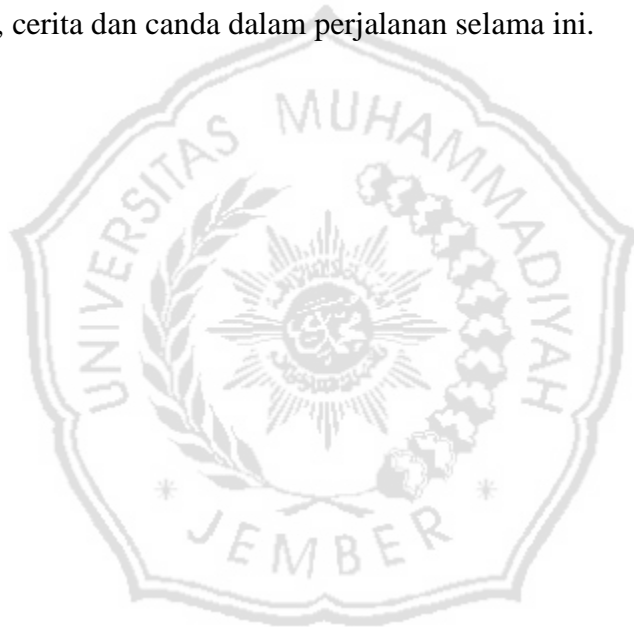 , cerita dan canda dalam perjalanan selama ini.
UNIVERSITAS MUHAMMADIYAH
JEMBER